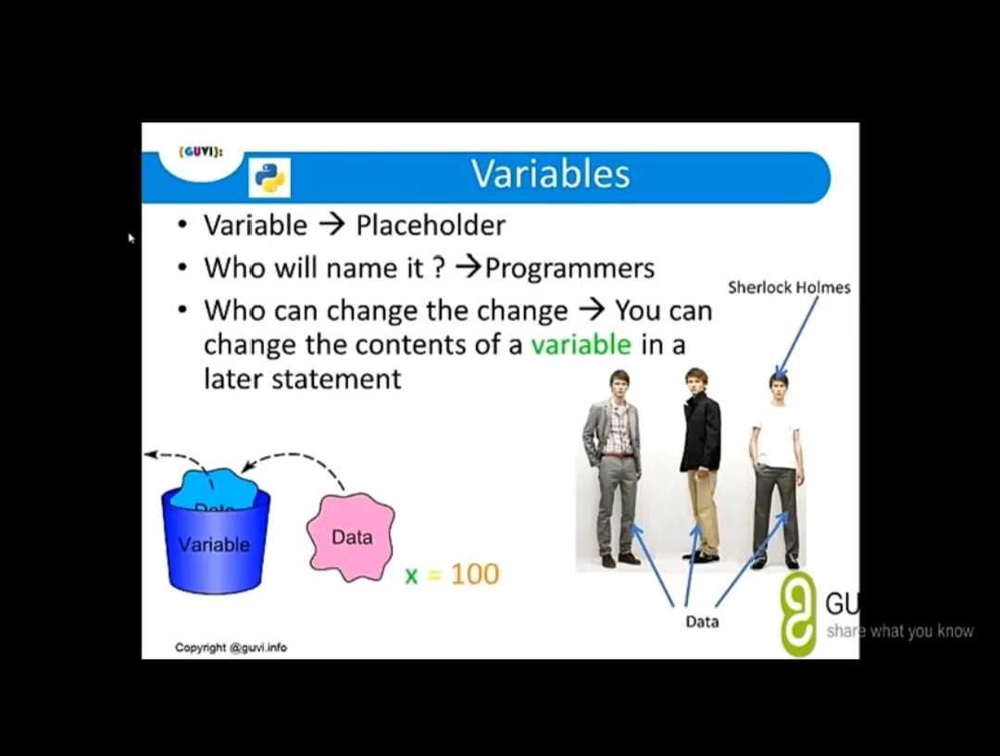 {GUVI}:
Variables
• Variable → Placeholder
• Who will name it ? →Programmers
• Who can change the change → You can
change the contents of a variable in a
later statement
Sherlock Holmes
Data
Variable
Data
x = 100
Data
GU
share what you know
Copyright @guvi.info